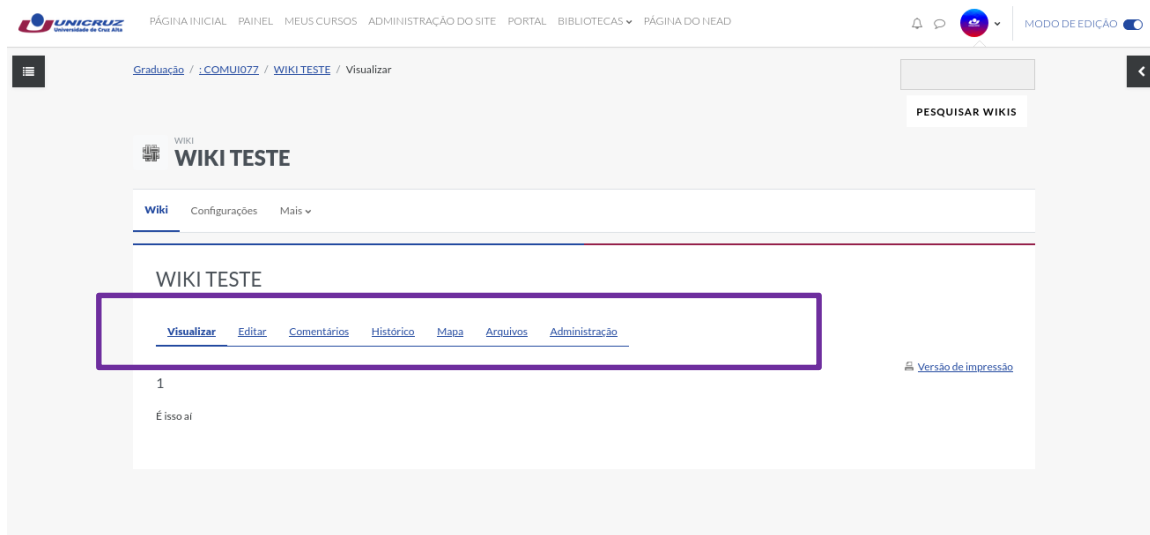 UNICRUZ
Universidade de Cruz Alta
PÁGINA INICIAL PAINEL MEUS CURSOS ADMINISTRAÇÃO DO SITE PORTAL BIBLIOTECAS PÁGINA DO NEAD
MODO DE EDIÇÃO
Graduação / : COMUI077 / WIKI TESTE / Visualizar
PESQUISAR WIKIS
WIKI
WIKI TESTE
Wiki Configurações Mais
WIKI TESTE
Visualizar Editar Comentários Histórico Mapa Arquivos Administração
Versão de impressão
1
É isso aí